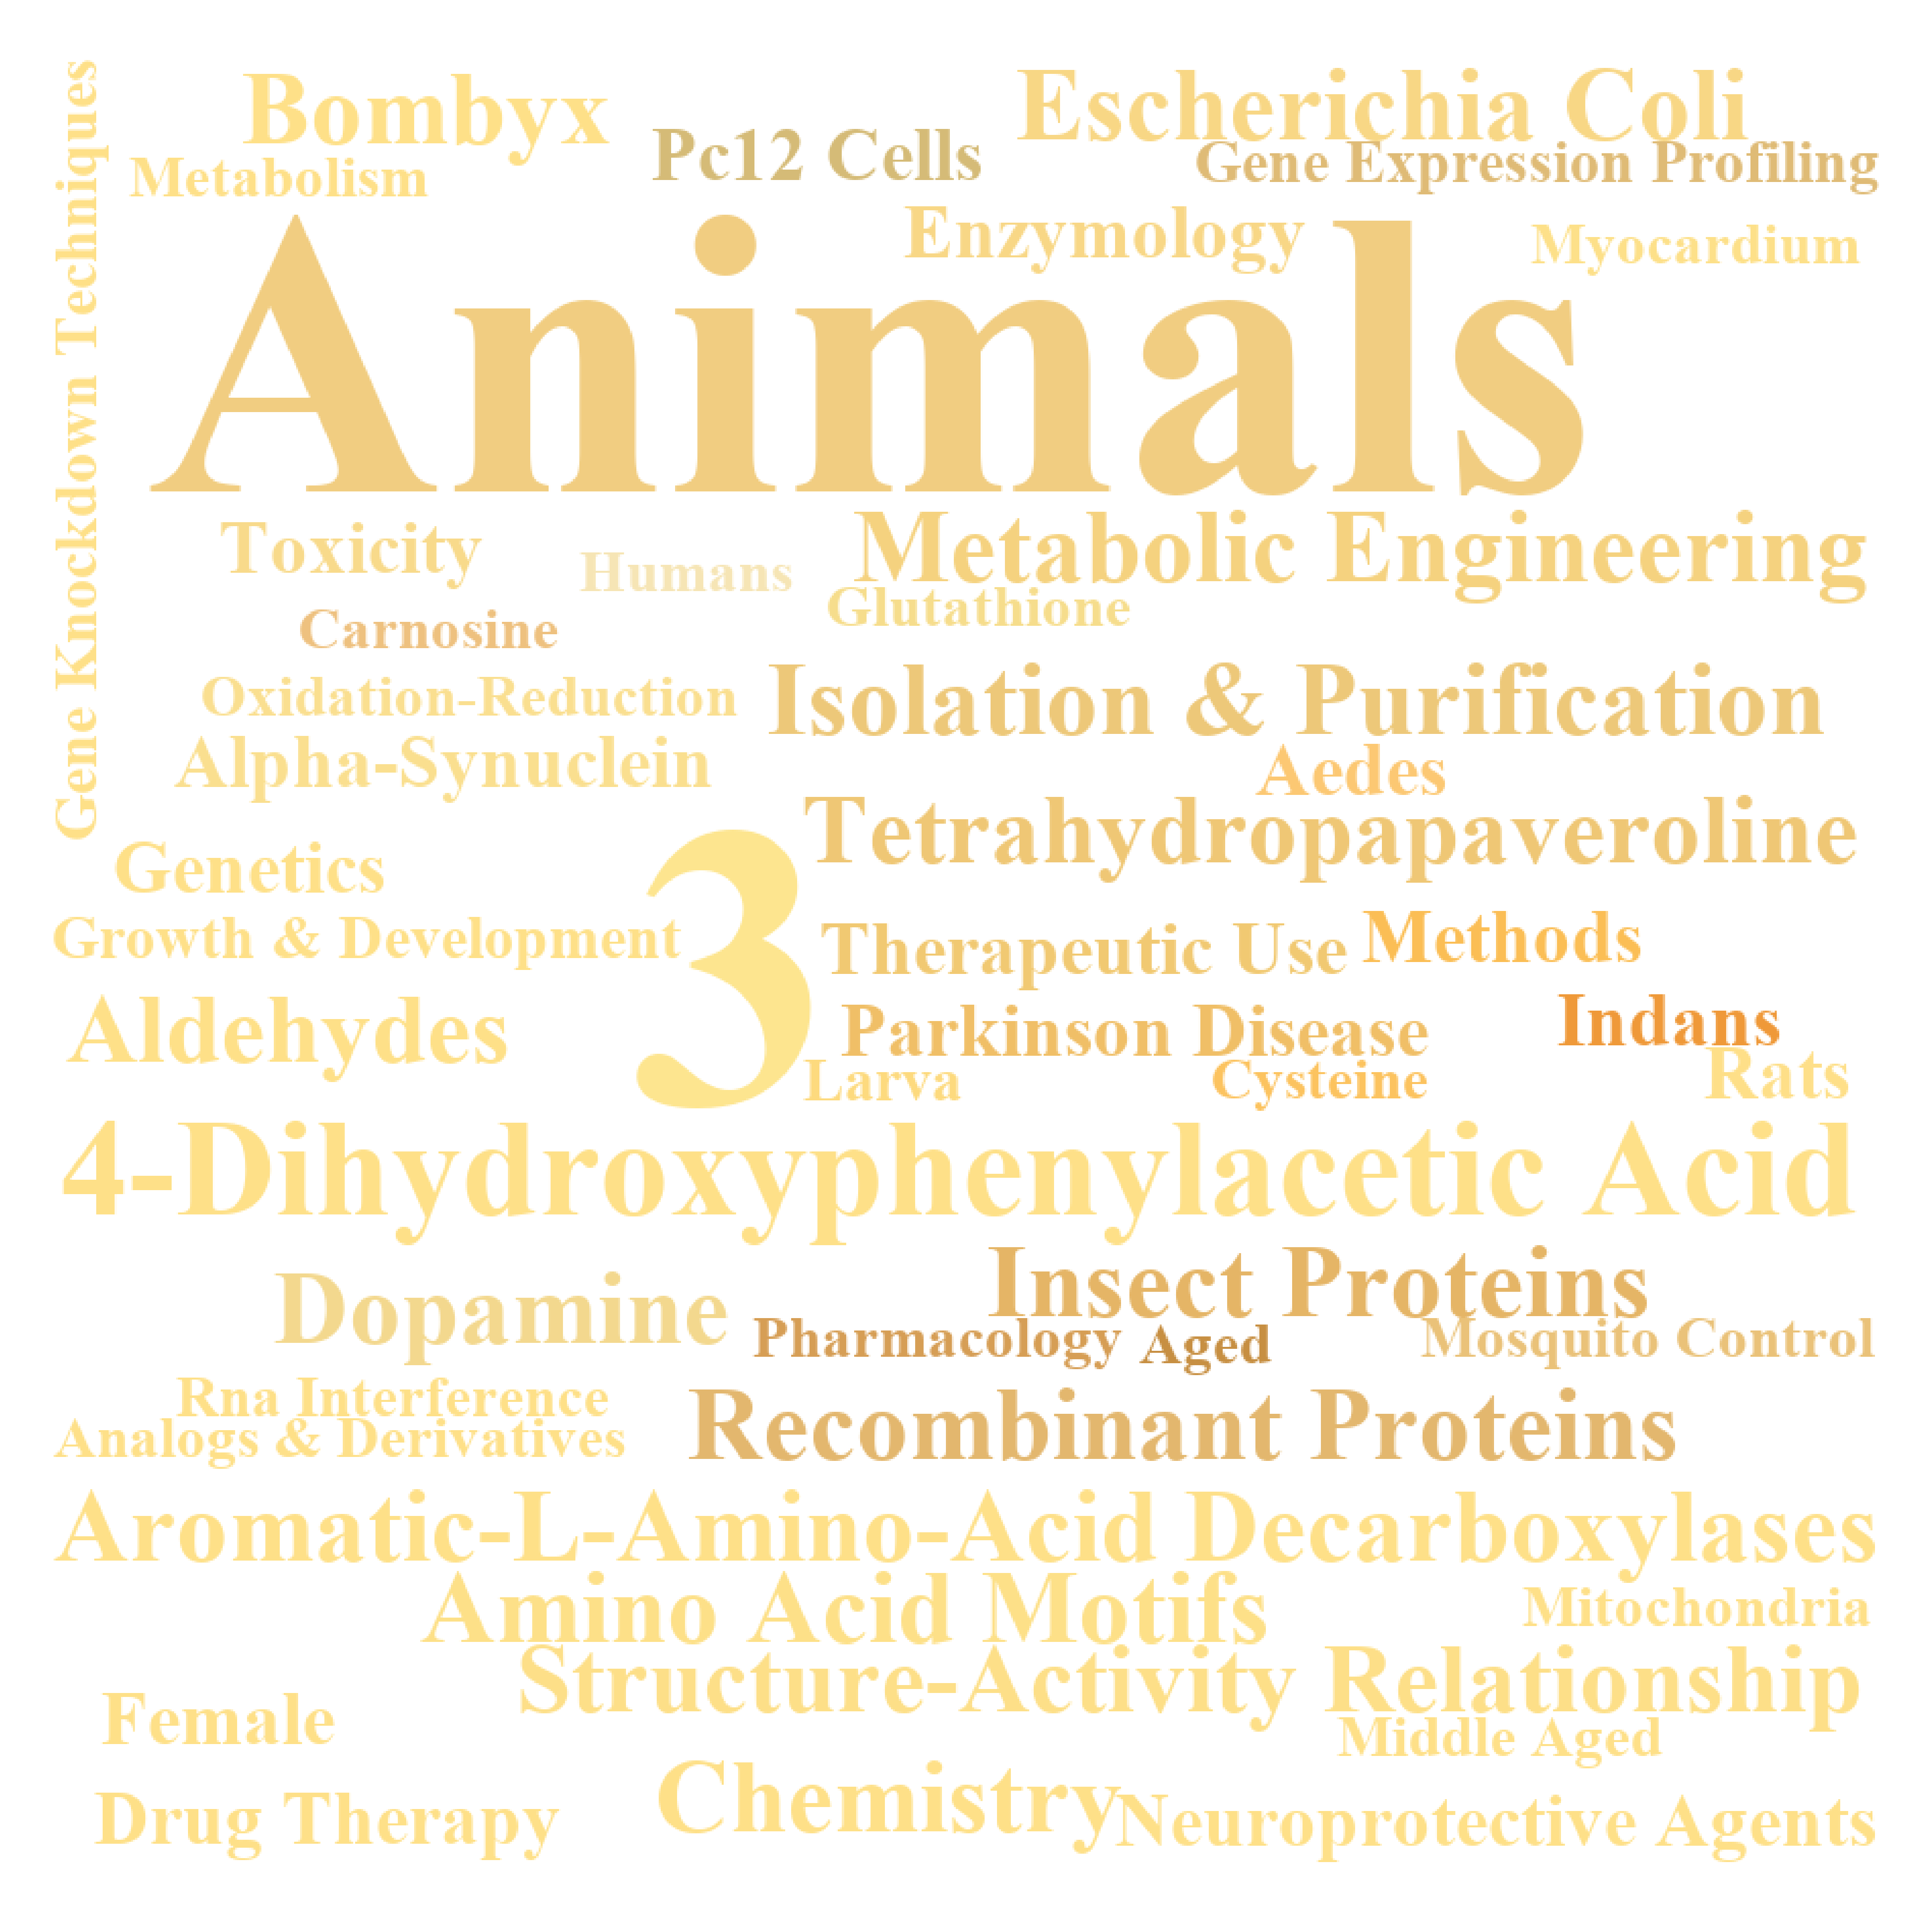 Gene Knockdown Techniques
Bombyx
Escherichia Coli
Pc12 Cells
Gene Expression Profiling
Metabolism
Enzymology
Myocardium
Animals
Toxicity
Humans
Metabolic Engineering
Glutathione
Carnosine
Oxidation-Reduction
Isolation & Purification
Alpha-Synuclein
Aedes
Tetrahydropapaveroline
Genetics
3
Growth & Development
Therapeutic Use
Methods
Aldehydes
Parkinson Disease
Indans
Larva
Cysteine
Rats
4-Dihydroxyphenylacetic Acid
Dopamine
Insect Proteins
Pharmacology
Aged
Mosquito Control
Rna Interference
Analogs & Derivatives
Recombinant Proteins
Aromatic-L-Amino-Acid Decarboxylases
Amino Acid Motifs
Mitochondria
Structure-Activity Relationship
Female
Middle Aged
Drug Therapy
Chemistry
Neuroprotective Agents